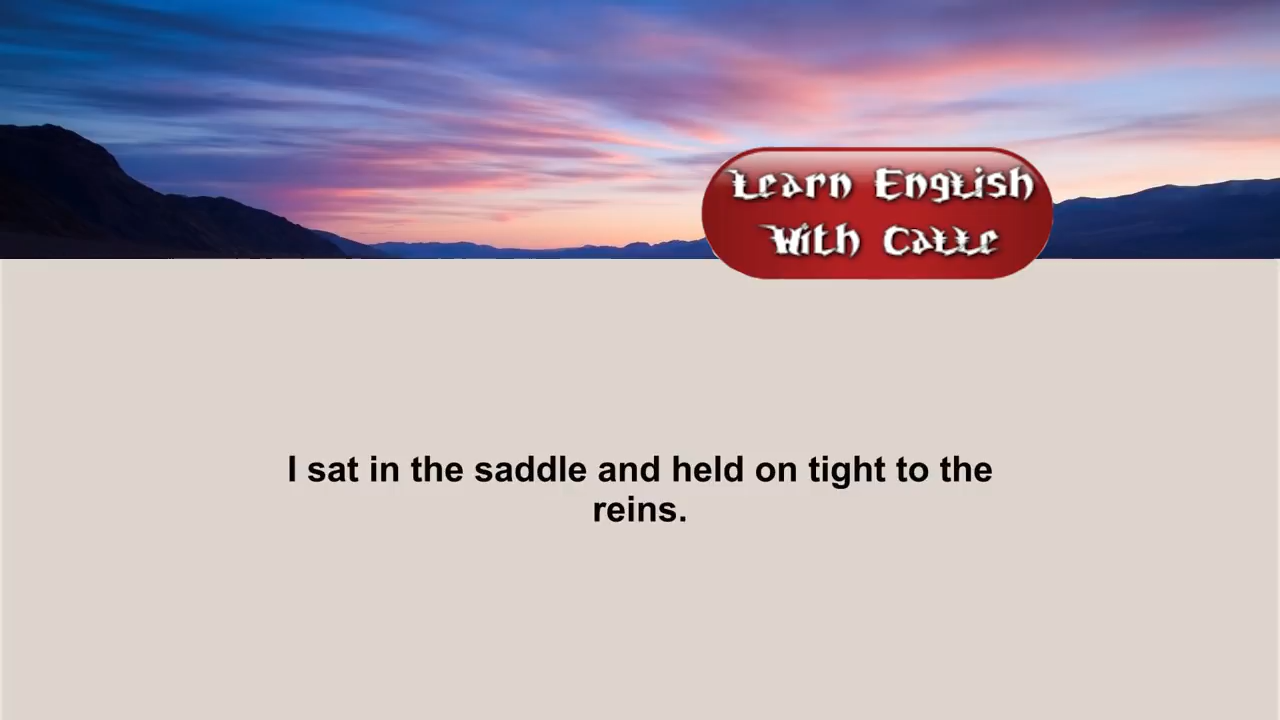 Learn English
With Calle
I sat in the saddle and held on tight to the
reins.